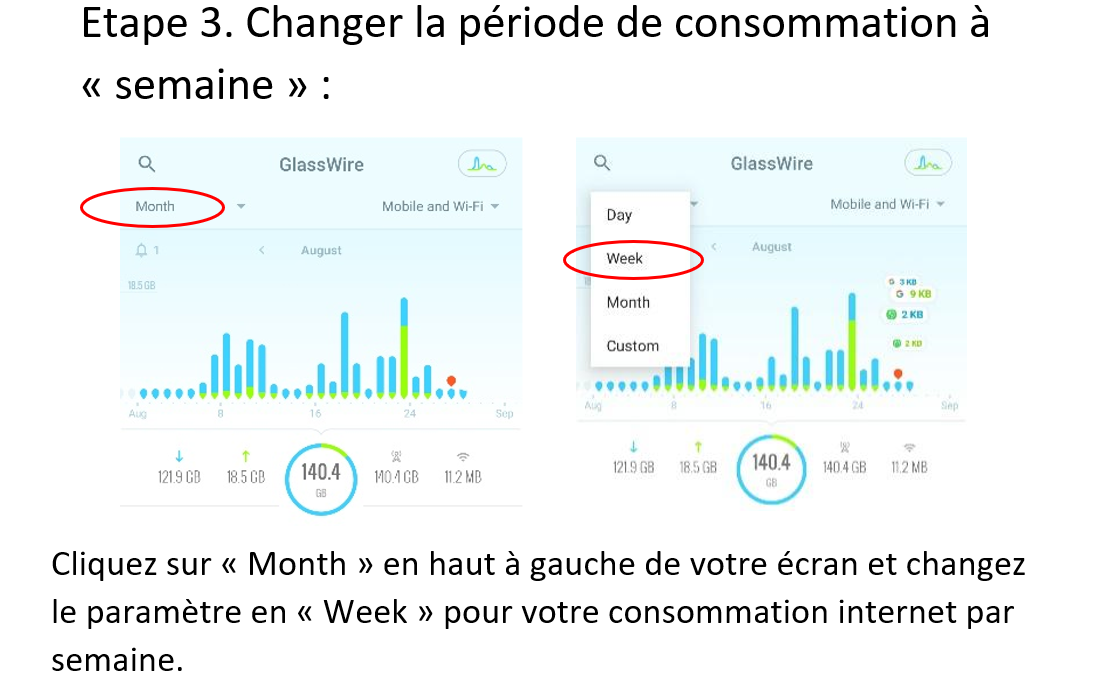 Etape 3. Changer la période de consommation à
« semaine » :
GlassWire
Month
Mobile and Wi-Fi
1
August
18.5 GB
Aug 8 16 24 Sep
121.9 GB 18.5 GB 140.4 GB 140.4 GB 11.2 MB
GlassWire
Day
Mobile and Wi-Fi
August
Week
Month
Custom
G 3 KB
G 9 KB
2 KB
2 KB
Aug 8 16 24 Sep
121.9 GB 18.5 GB 140.4 GB 140.4 GB 11.2 MB
Cliquez sur « Month » en haut à gauche de votre écran et changez
le paramètre en « Week » pour votre consommation internet par
semaine.